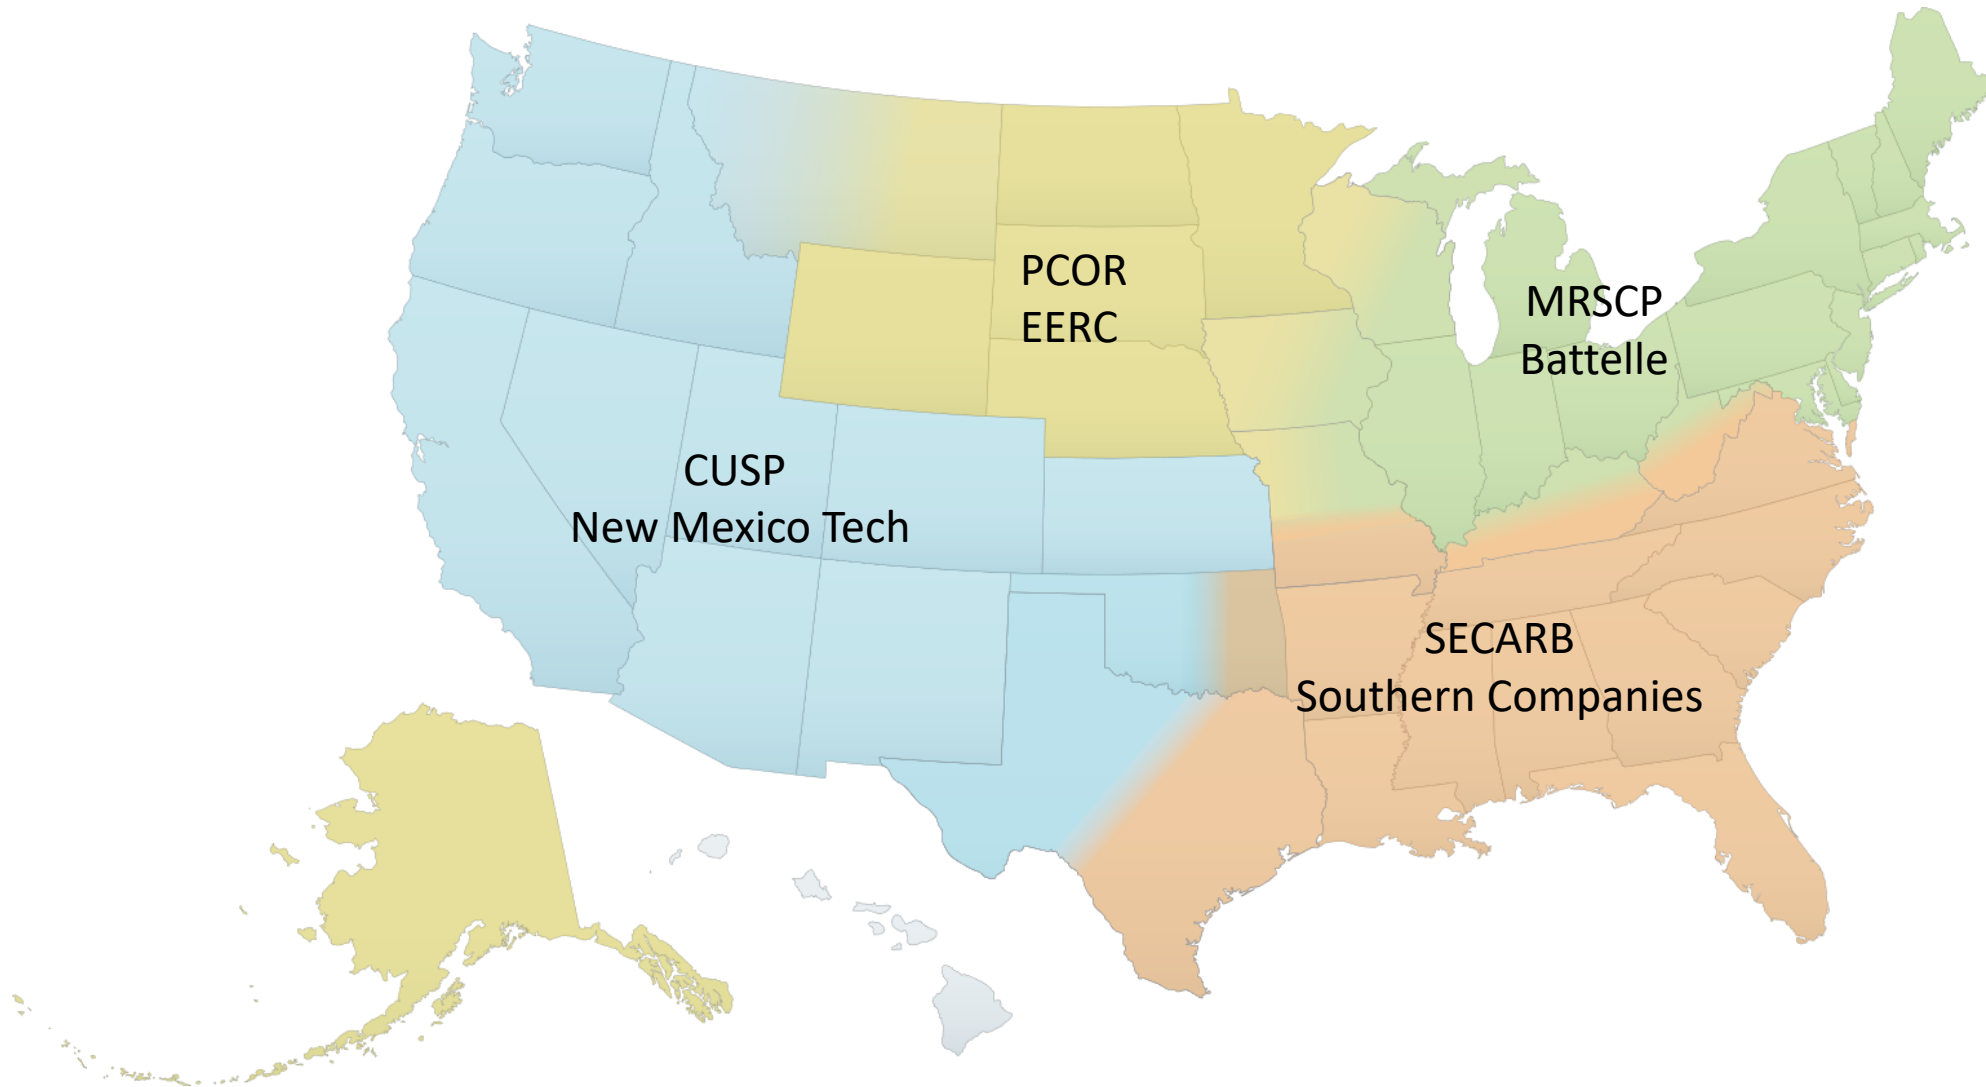 PCOR
EERC
MRSCP
Battelle
CUSP
New Mexico Tech
SECARB
Southern Companies